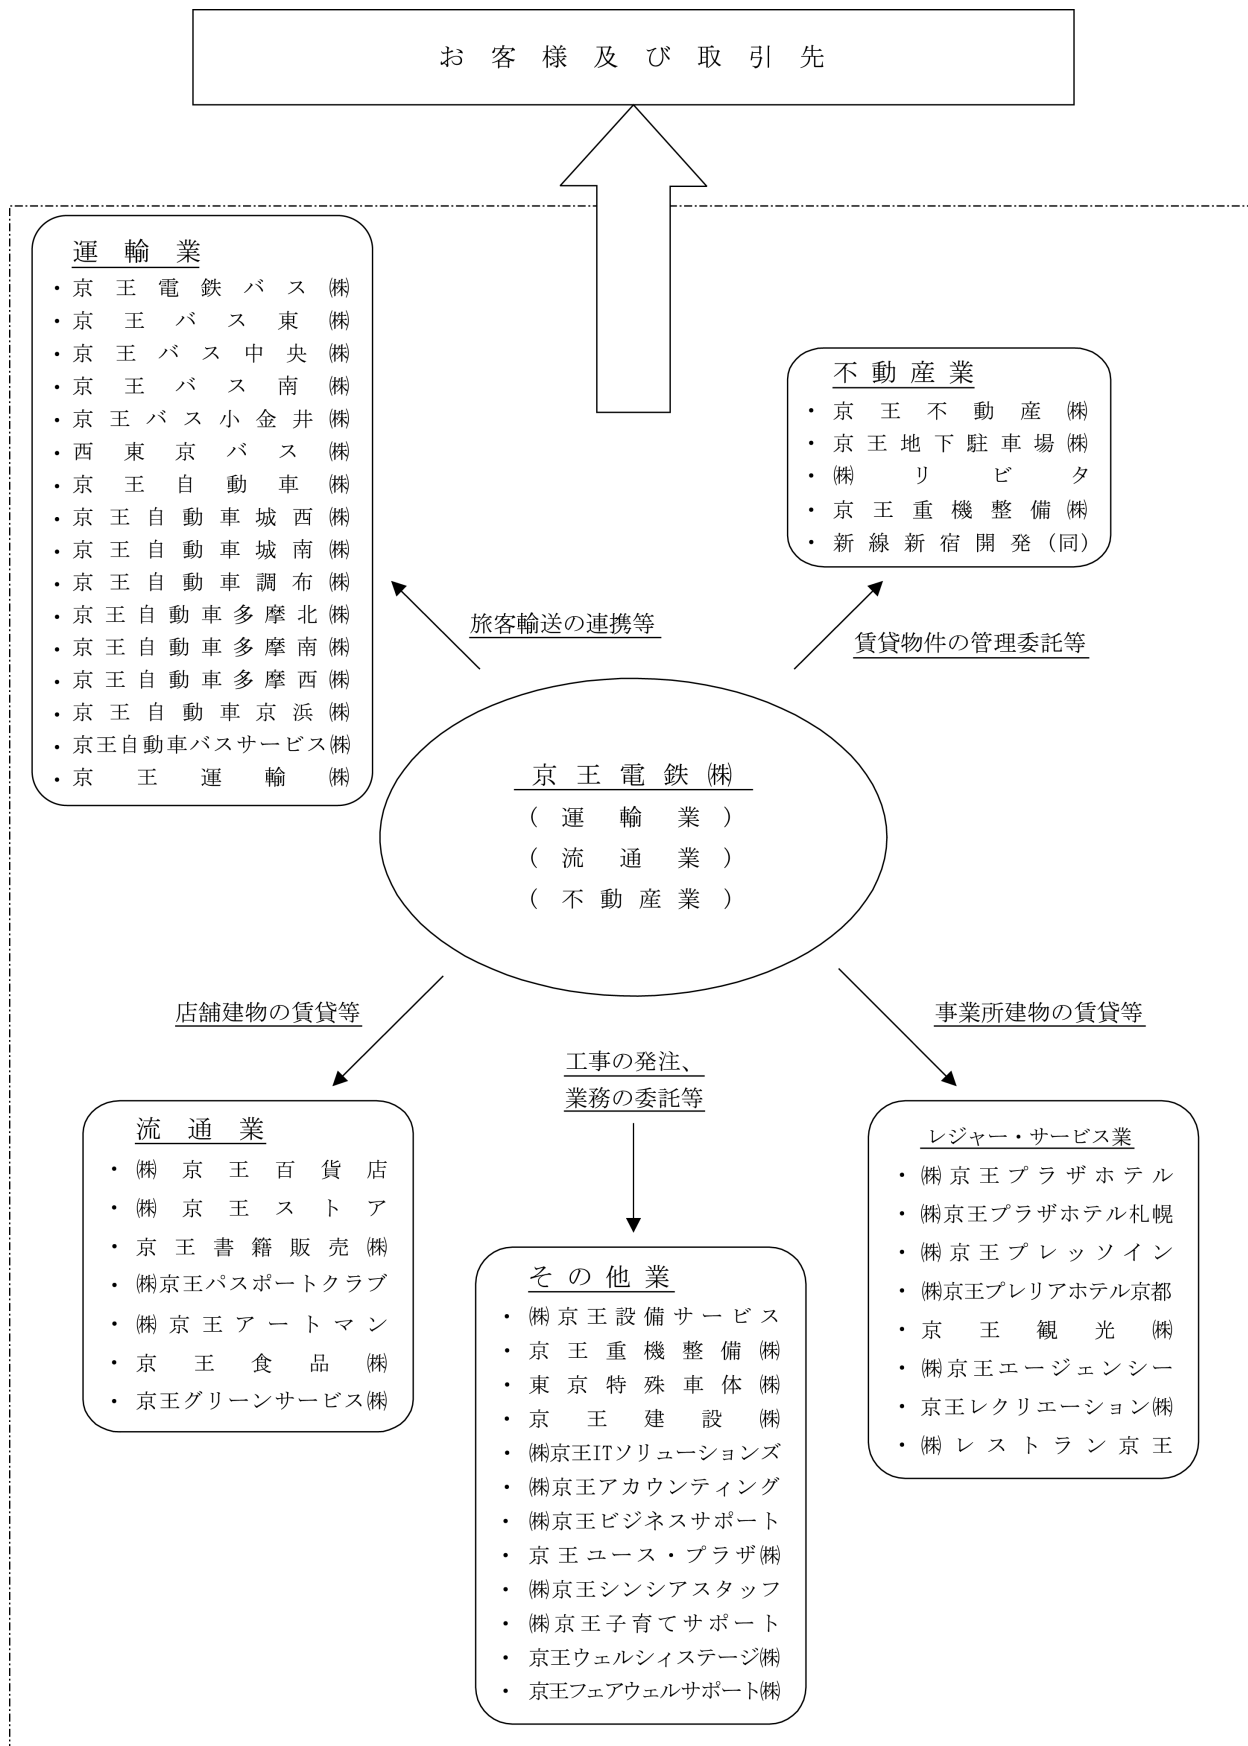 お客様及び取引先
運輸業
・京王電鉄バス㈱
・京王バス東㈱
・京王バス中央㈱
・京王バス南㈱
・京王バス小金井㈱
・西東京バス㈱
・京王自動車㈱
・京王自動車城西㈱
・京王自動車城南㈱
・京王自動車調布㈱
・京王自動車多摩北㈱
・京王自動車多摩南㈱
・京王自動車多摩西㈱
・京王自動車京浜㈱
・京王自動車バスサービス㈱
・京王運輸㈱
不動産業
・京王不動産㈱
・京王地下駐車場㈱
・㈱リビタ
・京王重機整備㈱
・新線新宿開発(同)
旅客輸送の連携等
賃貸物件の管理委託等
京王電鉄㈱
(運輸業)
(流通業)
(不動産業)
店舗建物の賃貸等
工事の発注、
業務の委託等
事業所建物の賃貸等
流通業
・㈱京王百貨店
・㈱京王ストア
・京王書籍販売㈱
・㈱京王パスポートクラブ
・㈱京王アートマン
・京王食品㈱
・京王グリーンサービス㈱
その他業
・㈱京王設備サービス
・京王重機整備㈱
・東京特殊車体㈱
・京王建設㈱
・㈱京王ITソリューションズ
・㈱京王アカウンティング
・㈱京王ビジネスサポート
・京王ユース・プラザ㈱
・㈱京王シンシアスタッフ
・㈱京王子育てサポート
・京王ウェルシィステージ㈱
・京王フェアウェルサポート㈱
レジャー・サービス業
・㈱京王プラザホテル
・㈱京王プラザホテル札幌
・㈱京王プレッソイン
・㈱京王プレリアホテル京都
・京王観光㈱
・㈱京王エージェンシー
・京王レクリエーション㈱
・㈱レストラン京王